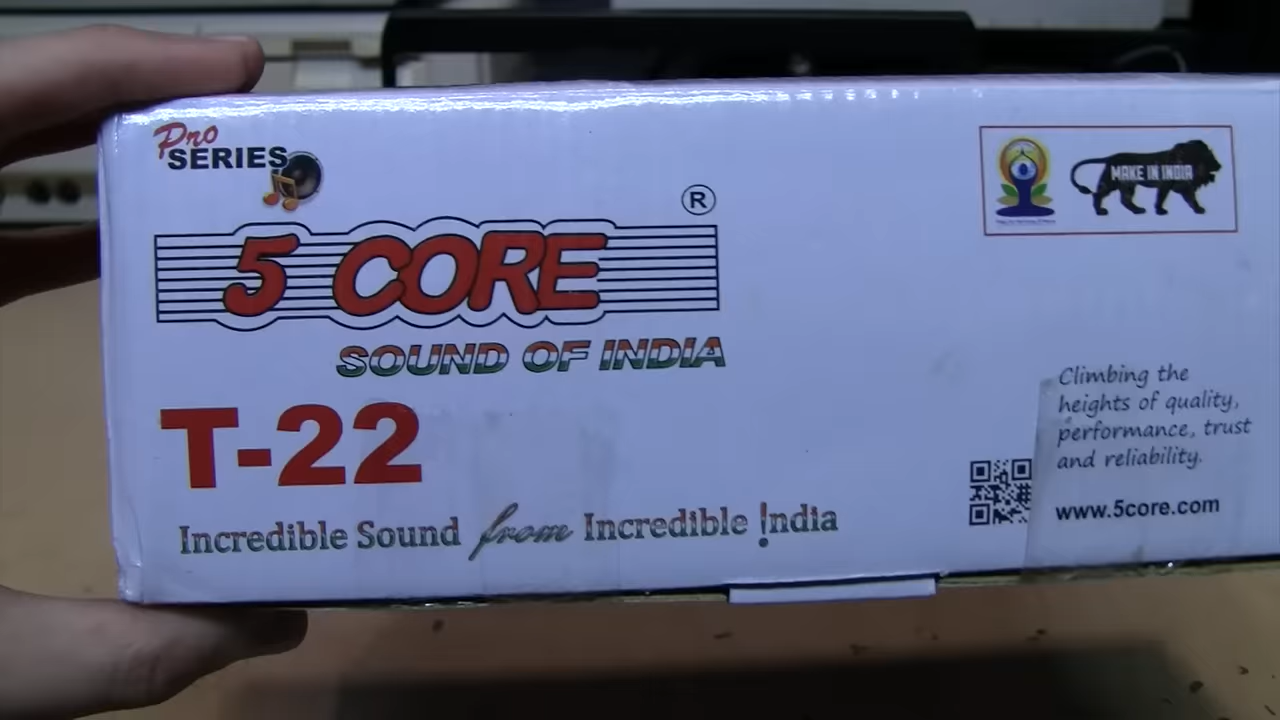 Pro
SERIES
®
5 CORE
SOUND OF INDIA
T-22
Incredible Sound from Incredible !ndia
MAKE IN INDIA
Climbing the
heights of quality,
performance, trust
and reliability.
www.5core.com